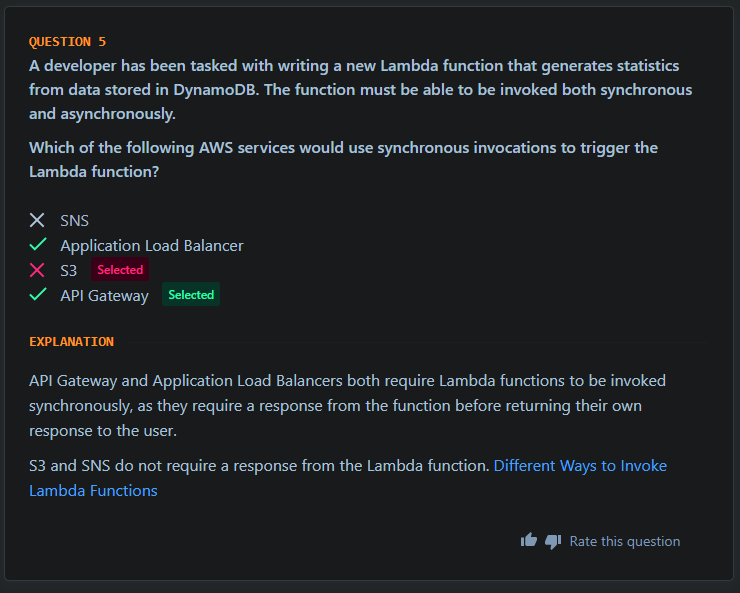 QUESTION 5
A developer has been tasked with writing a new Lambda function that generates statistics
from data stored in DynamoDB. The function must be able to be invoked both synchronous
and asynchronously.
Which of the following AWS services would use synchronous invocations to trigger the
Lambda function?
SNS
Application Load Balancer
S3 Selected
API Gateway Selected
EXPLANATION
API Gateway and Application Load Balancers both require Lambda functions to be invoked
synchronously, as they require a response from the function before returning their own
response to the user.
S3 and SNS do not require a response from the Lambda function. Different Ways to Invoke
Lambda Functions
Rate this question